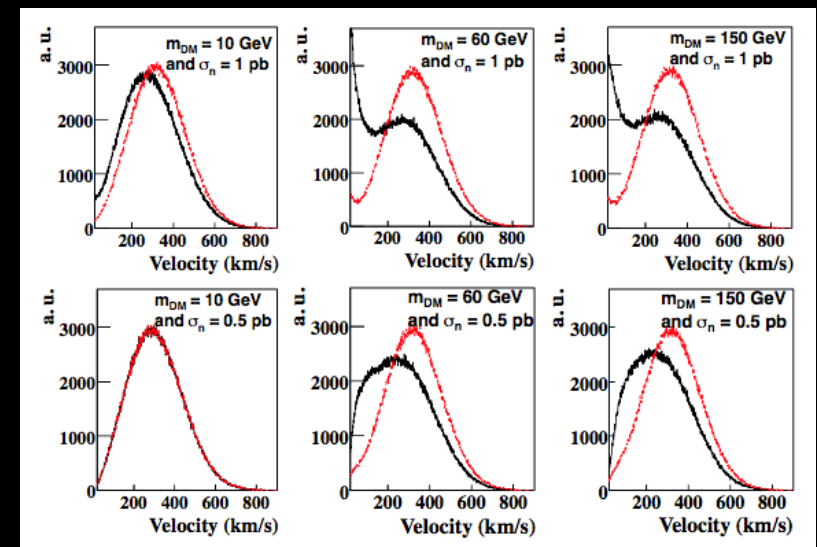 a. u.
m_DM = 10 GeV
and σ_n = 1 pb
3000
2000
1000
0
200 400 600 800
Velocity (km/s)
a. u.
m_DM = 60 GeV
and σ_n = 1 pb
3000
2000
1000
0
200 400 600 800
Velocity (km/s)
a. u.
m_DM = 150 GeV
and σ_n = 1 pb
3000
2000
1000
0
200 400 600 800
Velocity (km/s)
a. u.
m_DM = 10 GeV
and σ_n = 0.5 pb
3000
2000
1000
0
200 400 600 800
Velocity (km/s)
a. u.
m_DM = 60 GeV
and σ_n = 0.5 pb
3000
2000
1000
0
200 400 600 800
Velocity (km/s)
a. u.
m_DM = 150 GeV
and σ_n = 0.5 pb
3000
2000
1000
0
200 400 600 800
Velocity (km/s)